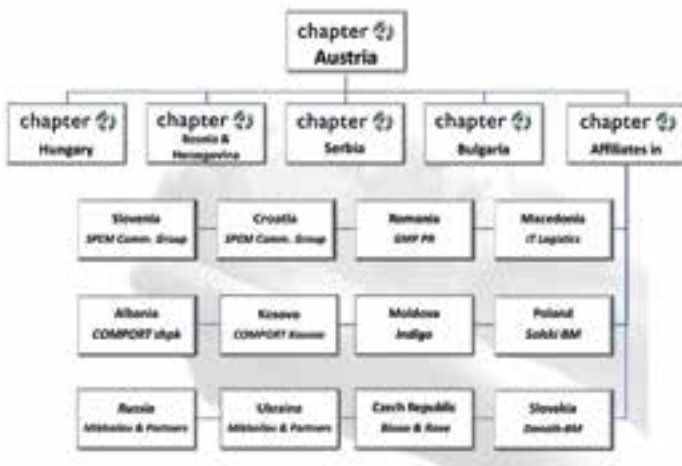 chapter
Austria
chapter
Hungary
chapter
Bosnia &
Herzegovina
chapter
Serbia
chapter
Bulgaria
chapter
Affiliates in
Slovenia
SPEM Comm. Group
Croatia
SPEM Comm. Group
Romania
GMP PR
Macedonia
IT Logistics
Albania
COMPORT shpk
Kosovo
COMPORT Kosovo
Moldova
Indigo
Poland
Solski BM
Russia
Mikhailov & Partners
Ukraine
Mikhailov & Partners
Czech Republic
& Rose
Slovakia